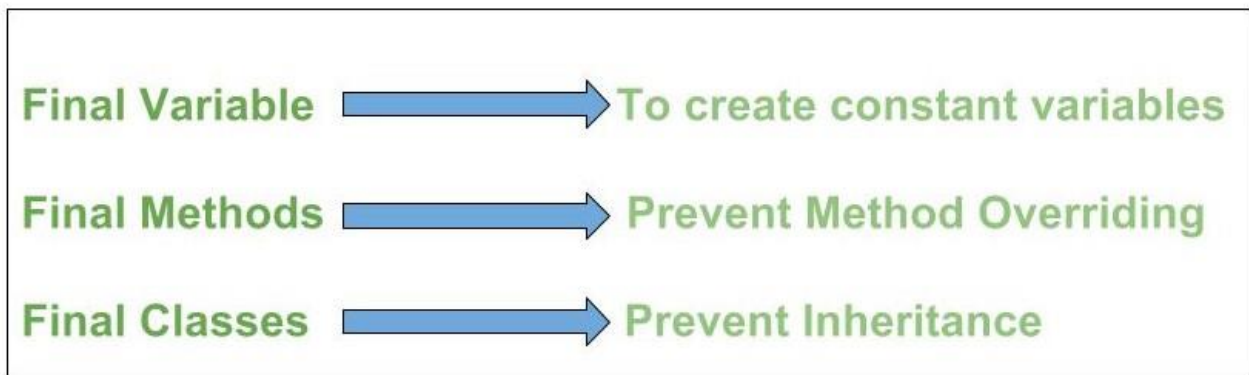 Final Variable To create constant variables
Final Methods Prevent Method Overriding
Final Classes Prevent Inheritance